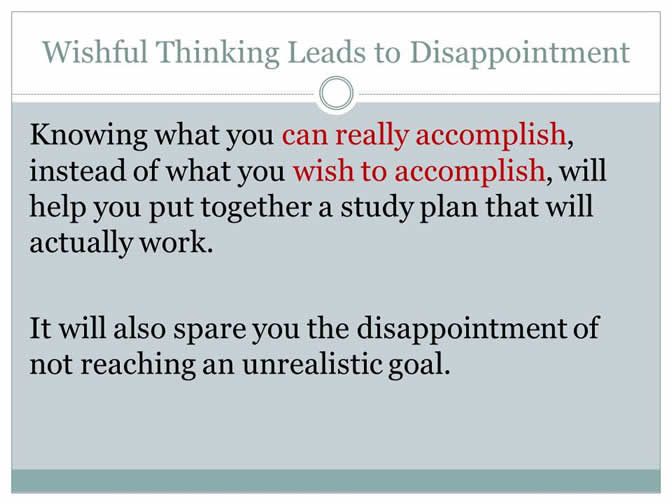 Wishful Thinking Leads to Disappointment
Knowing what you can really accomplish,
instead of what you wish to accomplish, will
help you put together a study plan that will
actually work.
It will also spare you the disappointment of
not reaching an unrealistic goal.